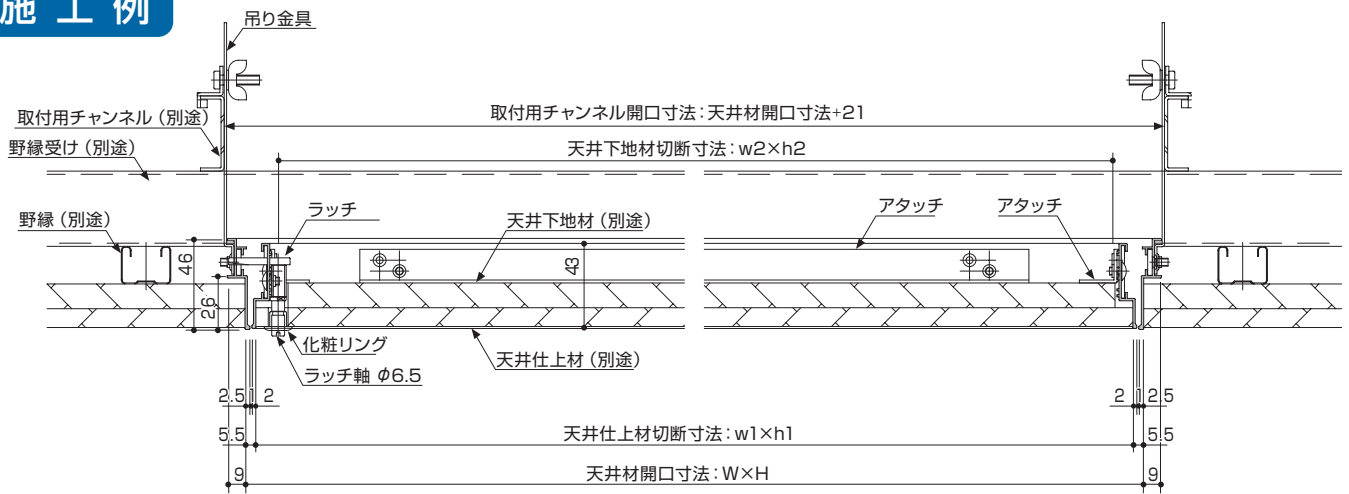 施工例
吊り金具
取付用チャンネル（別途）
取付用チャンネル開口寸法：天井材開口寸法+21
野縁受け（別途）
天井下地材切断寸法：w2×h2
野縁（別途）
ラッチ
天井下地材（別途）
アタッチ
アタッチ
46
26
43
化粧リング
ラッチ軸 φ6.5
天井仕上材（別途）
2.5 1 2
2 1 2.5
5.5
天井仕上材切断寸法：w1×h1
5.5
9
天井材開口寸法：W×H
9